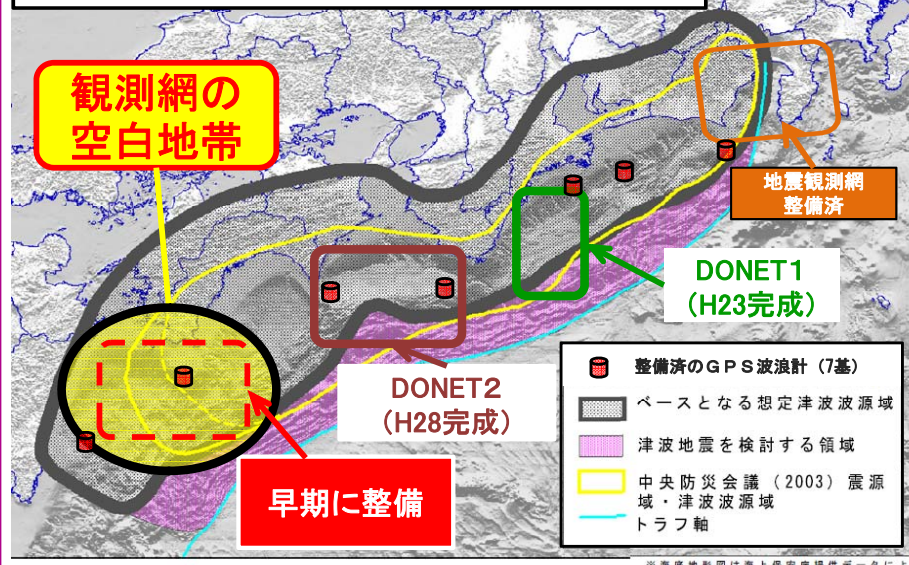 観測網の
空白地帯
地震観測網
整備済
DONET1
（H23完成）
DONET2
（H28完成）
早期に整備
整備済のＧＰＳ波浪計（7基）
ベースとなる想定津波波源域
津波地震を検討する領域
中央防災会議（2003）震源
域・津波波源域
トラフ軸